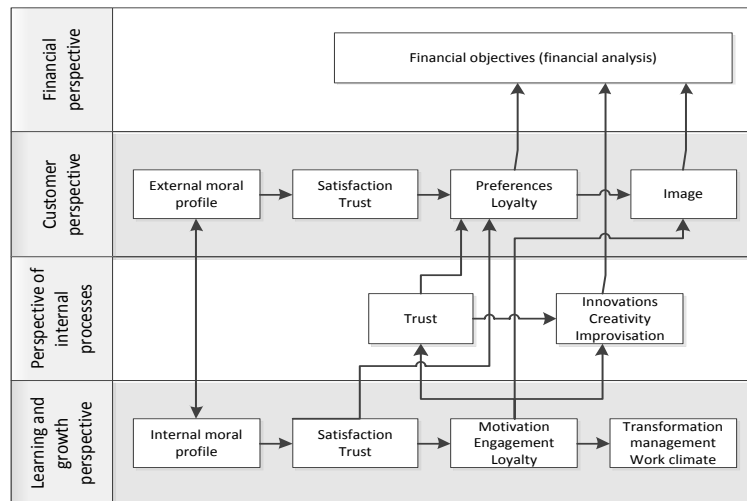 Financial
perspective
Financial objectives (financial analysis)
Customer
perspective
External moral
profile
Satisfaction
Trust
Preferences
Loyalty
Image
Perspective of
internal
processes
Trust
Innovations
Creativity
Improvisation
Learning and
growth
perspective
Internal moral
profile
Satisfaction
Trust
Motivation
Engagement
Loyalty
Transformation
management
Work climate